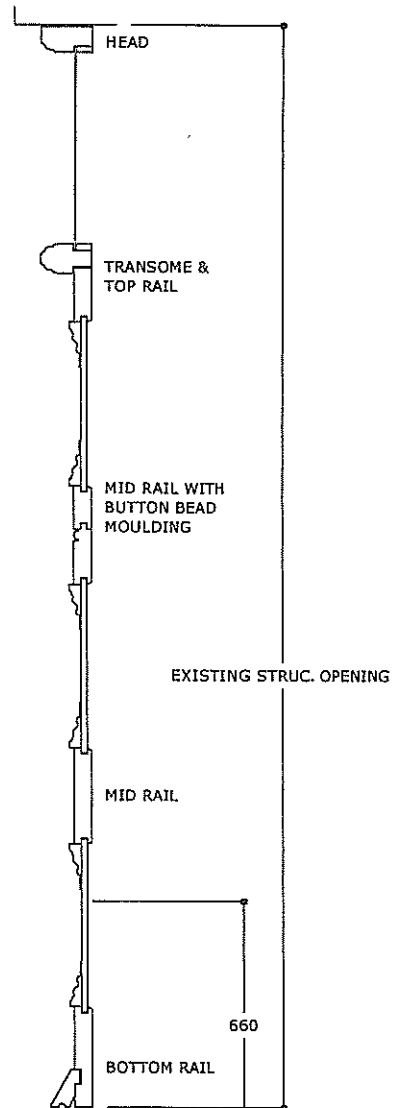 HEAD
TRANSOME &
TOP RAIL
MID RAIL WITH
BUTTON BEAD
MOULDING
EXISTING STRUC. OPENING
MID RAIL
660
BOTTOM RAIL